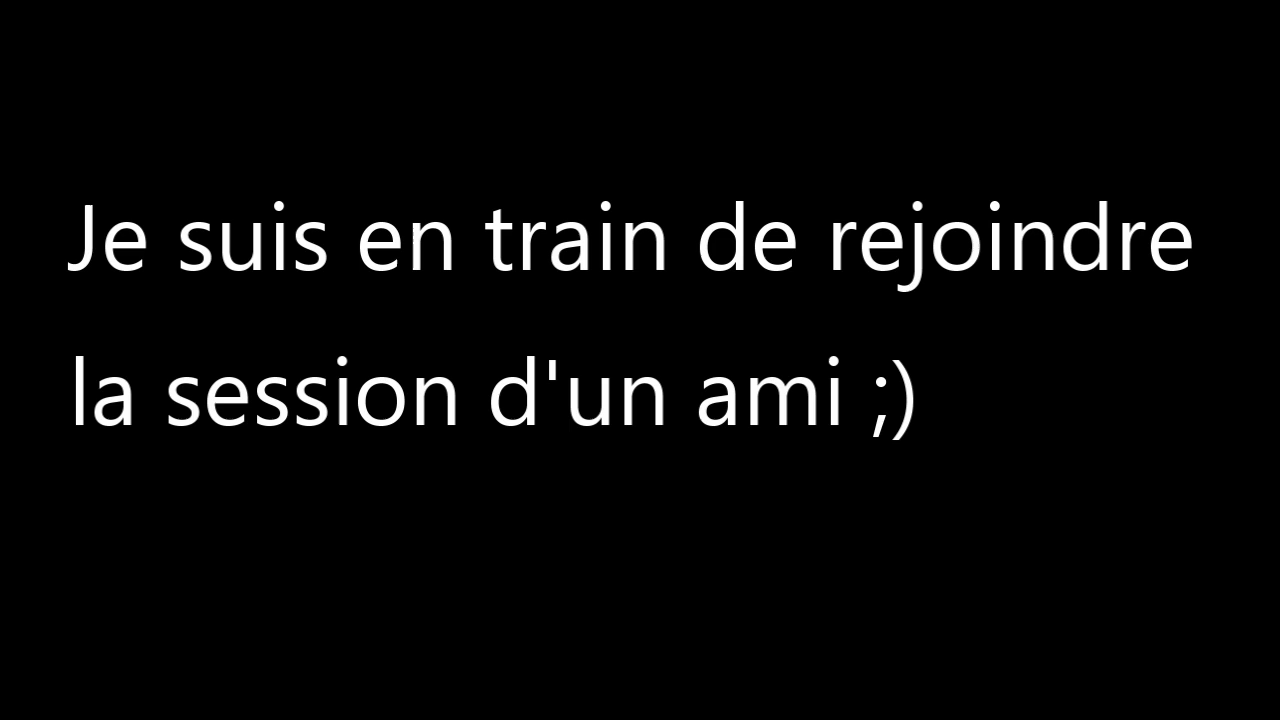 Je suis en train de rejoindre
la session d'un ami ;)